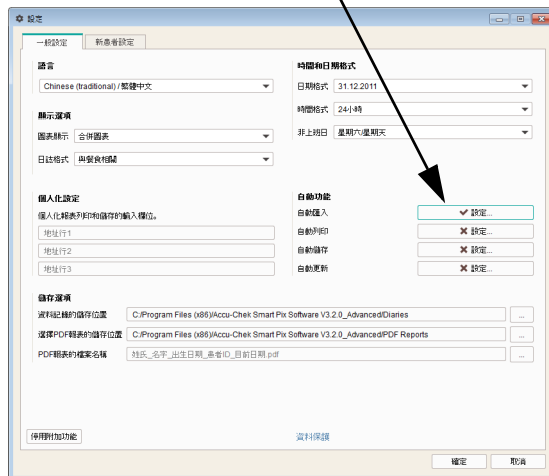 設定
一般設定 新患者設定
語言
Chinese (traditional) / 繁體中文
顯示選項
圖表顯示 合併圖表
日誌格式 與餐食相關
時間和日期格式
日期格式 31.12.2011
時間格式 24小時
非上班日 星期六/星期天
個人化設定
個人化報表列印和儲存的輸入欄位。
地址行1
地址行2
地址行3
自動功能
自動匯入 設定...
自動列印 設定...
自動儲存 設定...
自動更新 設定...
儲存選項
資料記錄的儲存位置 C:/Program Files (x86)/Accu-Chek Smart Pix Software V3.2.0_Advanced/Diaries ...
選擇PDF報表的儲存位置 C:/Program Files (x86)/Accu-Chek Smart Pix Software V3.2.0_Advanced/PDF Reports ...
PDF報表的檔案名稱 姓氏_名字_出生日期_患者ID_目前日期.pdf ...
停用附加功能 資料保護
確定 取消